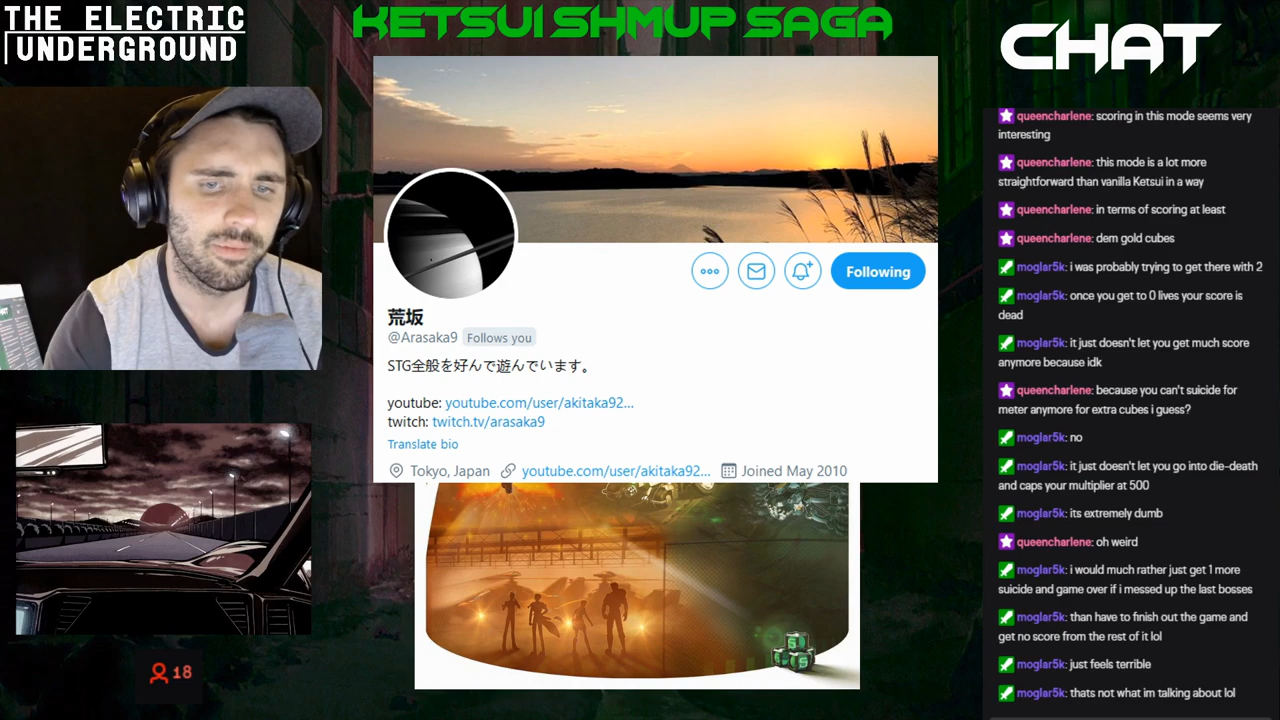 THE ELECTRIC
UNDERGROUND
KETSUI SHMUP SAGA
CHAT
Following
荒坂
@Arasaka9 Follows you
STG全般を好んで遊んでいます。
youtube: youtube.com/user/akitaka92...
twitch: twitch.tv/arasaka9
Translate bio
Tokyo, Japan youtube.com/user/akitaka92... Joined May 2010
18
queencharlene: scoring in this mode seems very
interesting
queencharlene: this mode is a lot more
straightforward than vanilla Ketsui in a way
queencharlene: in terms of scoring at least
queencharlene: dem gold cubes
moglar5k: i was probably trying to get there with 2
moglar5k: once you get to 0 lives your score is
dead
moglar5k: it just doesn't let you get much score
anymore because idk
queencharlene: because you can't suicide for
meter anymore for extra cubes i guess?
moglar5k: no
moglar5k: it just doesn't let you go into die-death
and caps your multiplier at 500
moglar5k: its extremely dumb
queencharlene: oh weird
moglar5k: i would much rather just get 1 more
suicide and game over if i messed up the last bosses
moglar5k: than have to finish out the game and
get no score from the rest of it lol
moglar5k: just feels terrible
moglar5k: thats not what im talking about lol